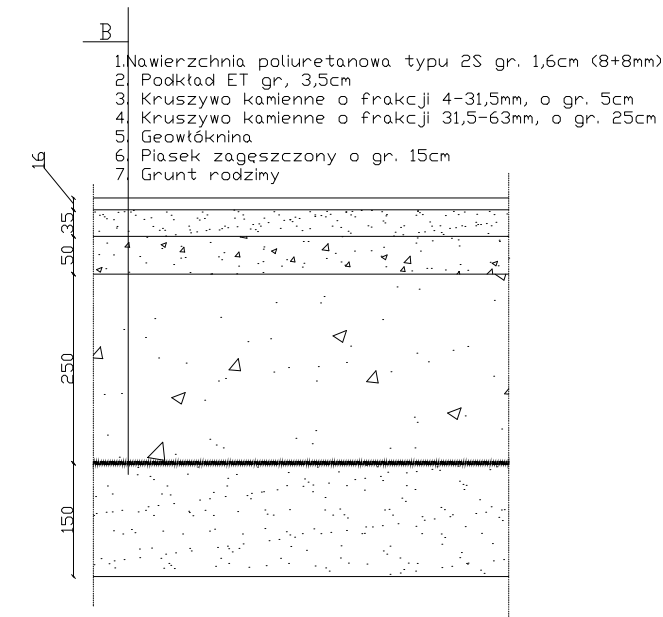 B
1.Nawierzchnia poliuretanowa typu 2S gr. 1,6cm (8+8mm)
2. Podkład ET gr, 3,5cm
3. Kruszywo kamienne o frakcji 4-31,5mm, o gr. 5cm
4. Kruszywo kamienne o frakcji 31,5-63mm, o gr. 25cm
5. Geowłóknina
6. Piasek zagęszczony o gr. 15cm
7. Grunt rodzimy
16
35
50
250
150